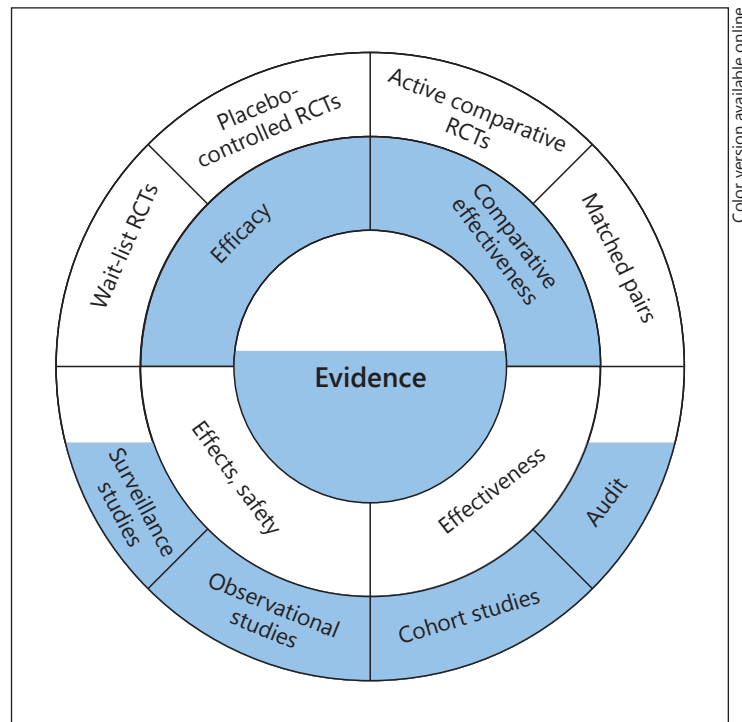 Placebo-
controlled RCTs
Active comparative
RCTs
Wait-list RCTs
Matched pairs
Efficacy
Comparative
effectiveness
Evidence
Effects, safety
Effectiveness
Surveillance
studies
Observational
studies
Cohort studies
Audit
Color version available online